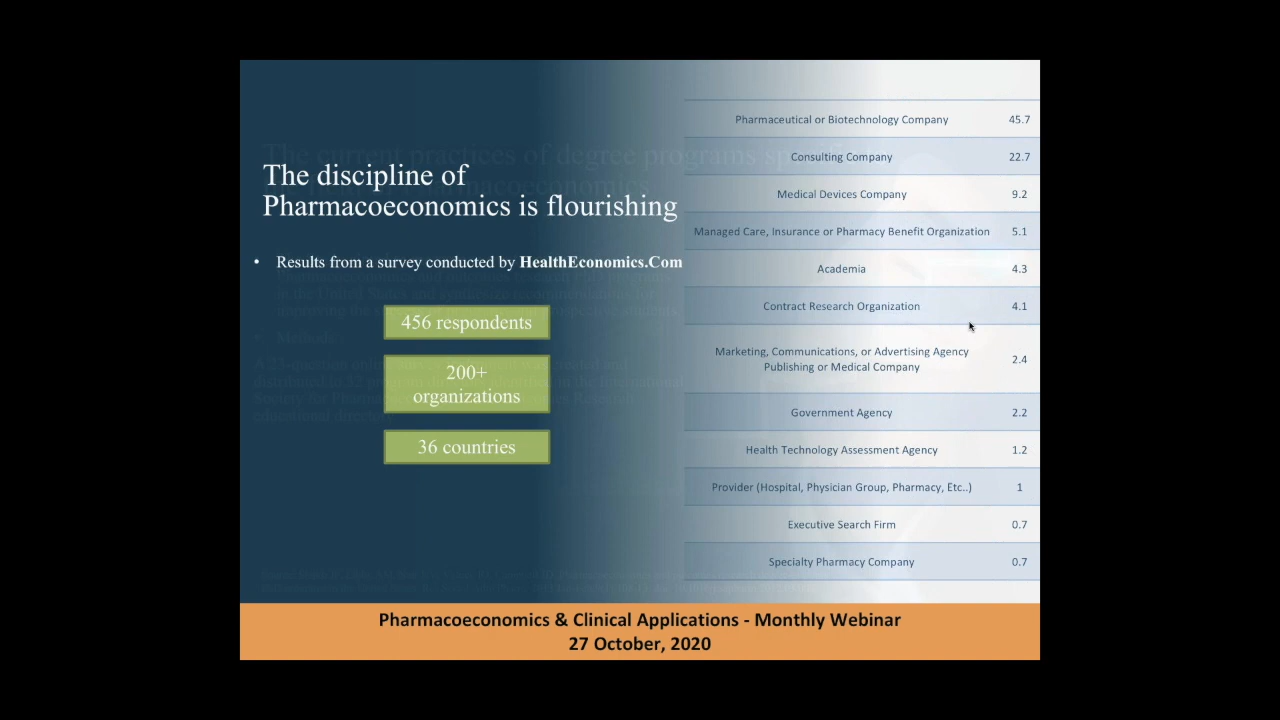 The discipline of
Pharmacoeconomics is flourishing
• Results from a survey conducted by HealthEconomics.Com
456 respondents
200+
organizations
36 countries
Pharmaceutical or Biotechnology Company 45.7
Consulting Company 22.7
Medical Devices Company 9.2
Managed Care, Insurance or Pharmacy Benefit Organization 5.1
Academia 4.3
Contract Research Organization 4.1
Marketing, Communications, or Advertising Agency
Publishing or Medical Company 2.4
Government Agency 2.2
Health Technology Assessment Agency 1.2
Provider (Hospital, Physician Group, Pharmacy, Etc..) 1
Executive Search Firm 0.7
Specialty Pharmacy Company 0.7
Pharmacoeconomics & Clinical Applications - Monthly Webinar
27 October, 2020